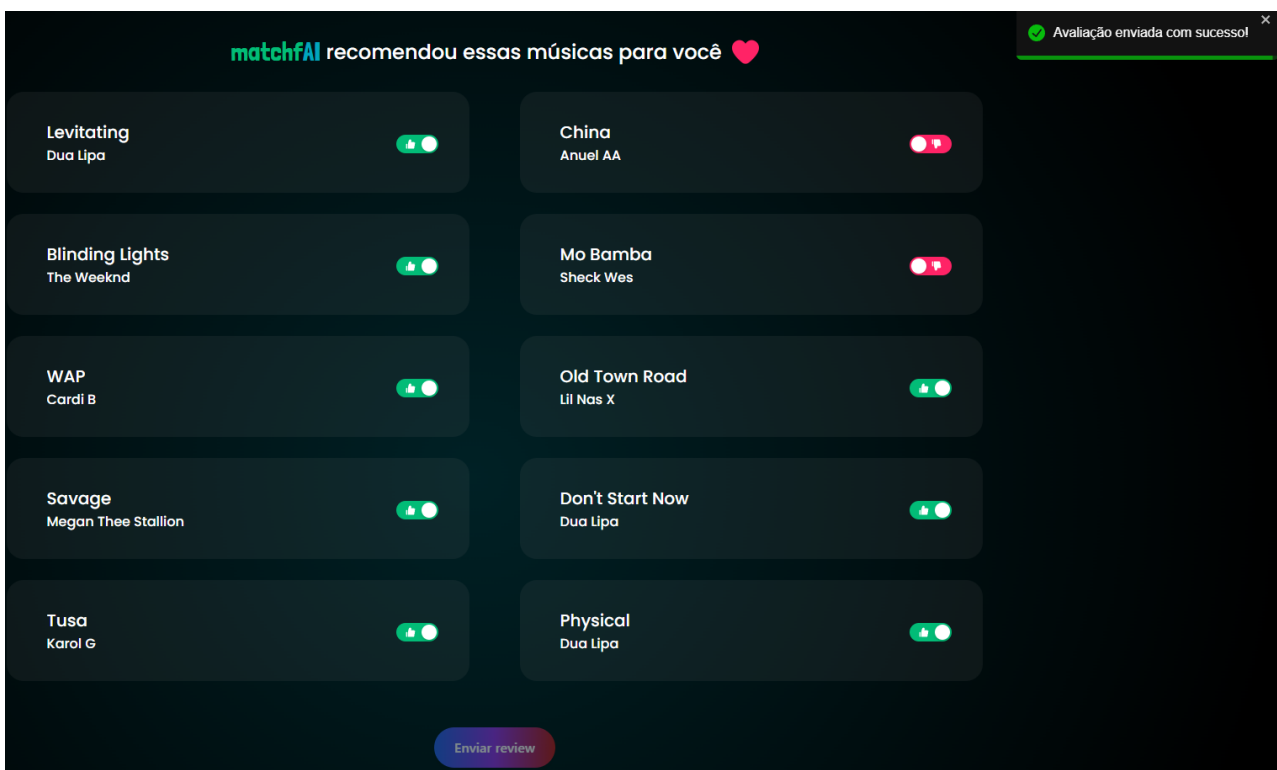 matchfAI recomendou essas músicas para você
Avaliação enviada com sucesso!
Levitating
Dua Lipa
China
Anuel AA
Blinding Lights
The Weeknd
Mo Bamba
Sheck Wes
WAP
Cardi B
Old Town Road
Lil Nas X
Savage
Megan Thee Stallion
Don't Start Now
Dua Lipa
Tusa
Karol G
Physical
Dua Lipa
Enviar review